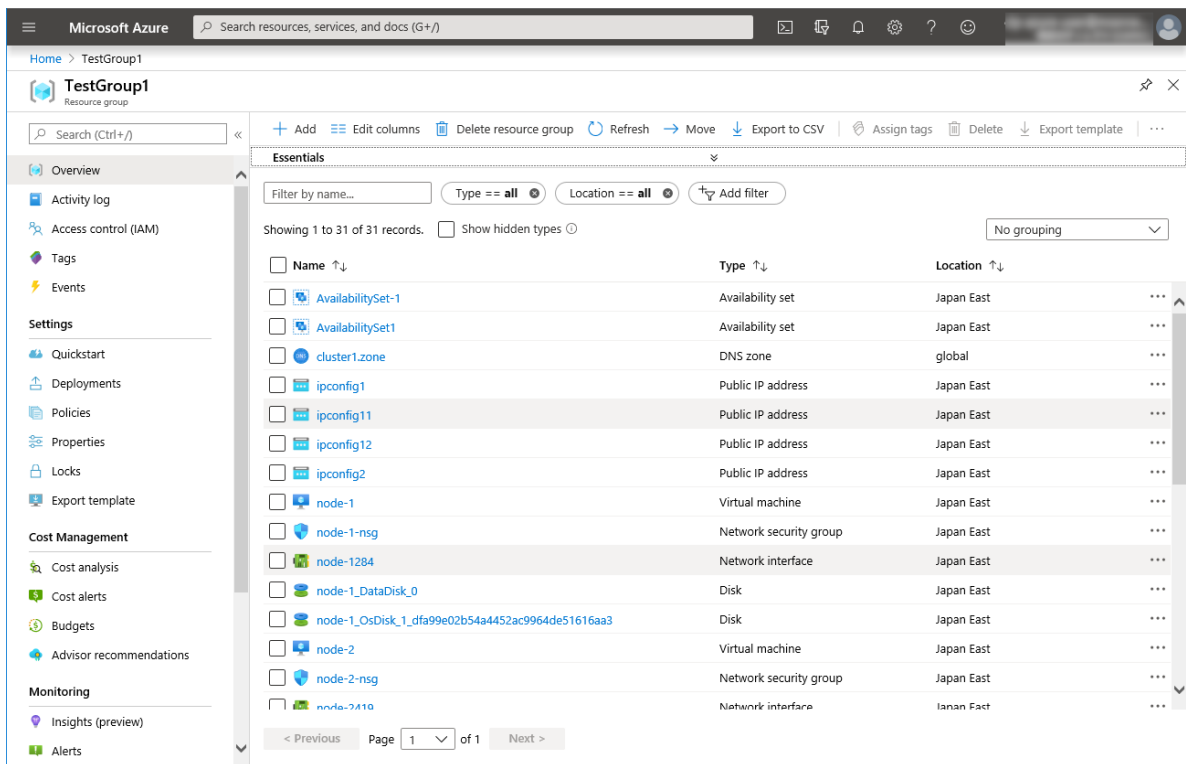 Microsoft Azure
Search resources, services, and docs (G+/)
Home > TestGroup1
TestGroup1
Resource group
Search (Ctrl+/)
«
Overview
Activity log
Access control (IAM)
Tags
Events
Settings
Quickstart
Deployments
Policies
Properties
Locks
Export template
Cost Management
Cost analysis
Cost alerts
Budgets
Advisor recommendations
Monitoring
Insights (preview)
Alerts
Add Edit columns Delete resource group Refresh Move Export to CSV Assign tags Delete Export template ...
Essentials
Filter by name... Type == all Location == all Add filter
Showing 1 to 31 of 31 records. Show hidden types No grouping
Name ↑↓ Type ↑↓ Location ↑↓
AvailabilitySet-1 Availability set Japan East ...
AvailabilitySet1 Availability set Japan East ...
cluster1.zone DNS zone global ...
ipconfig1 Public IP address Japan East ...
ipconfig11 Public IP address Japan East ...
ipconfig12 Public IP address Japan East ...
ipconfig2 Public IP address Japan East ...
node-1 Virtual machine Japan East ...
node-1-nsg Network security group Japan East ...
node-1284 Network interface Japan East ...
node-1_DataDisk_0 Disk Japan East ...
node-1_OsDisk_1_dfa99e02b54a4452ac9964de51616aa3 Disk Japan East ...
node-2 Virtual machine Japan East ...
node-2-nsg Network security group Japan East ...
node-2419 Network interface Japan East ...
< Previous Page 1 of 1 Next >